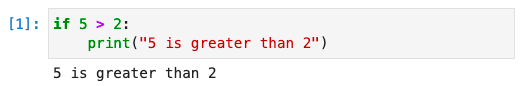 [1]: if 5 > 2:
    print("5 is greater than 2")
5 is greater than 2